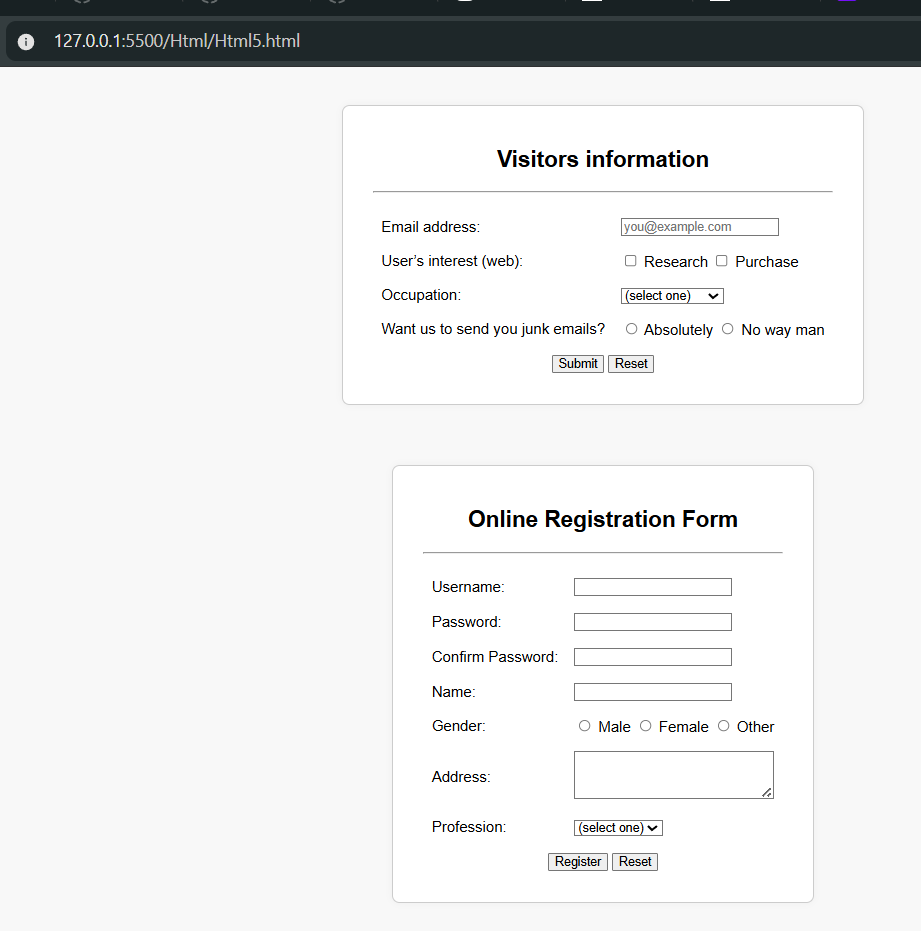 127.0.0.1:5500/Html/Html5.html
Visitors information
Email address: you@example.com
User’s interest (web): Research Purchase
Occupation: (select one)
Want us to send you junk emails? Absolutely No way man
Submit Reset
Online Registration Form
Username:
Password:
Confirm Password:
Name:
Gender: Male Female Other
Address:
Profession: (select one)
Register Reset